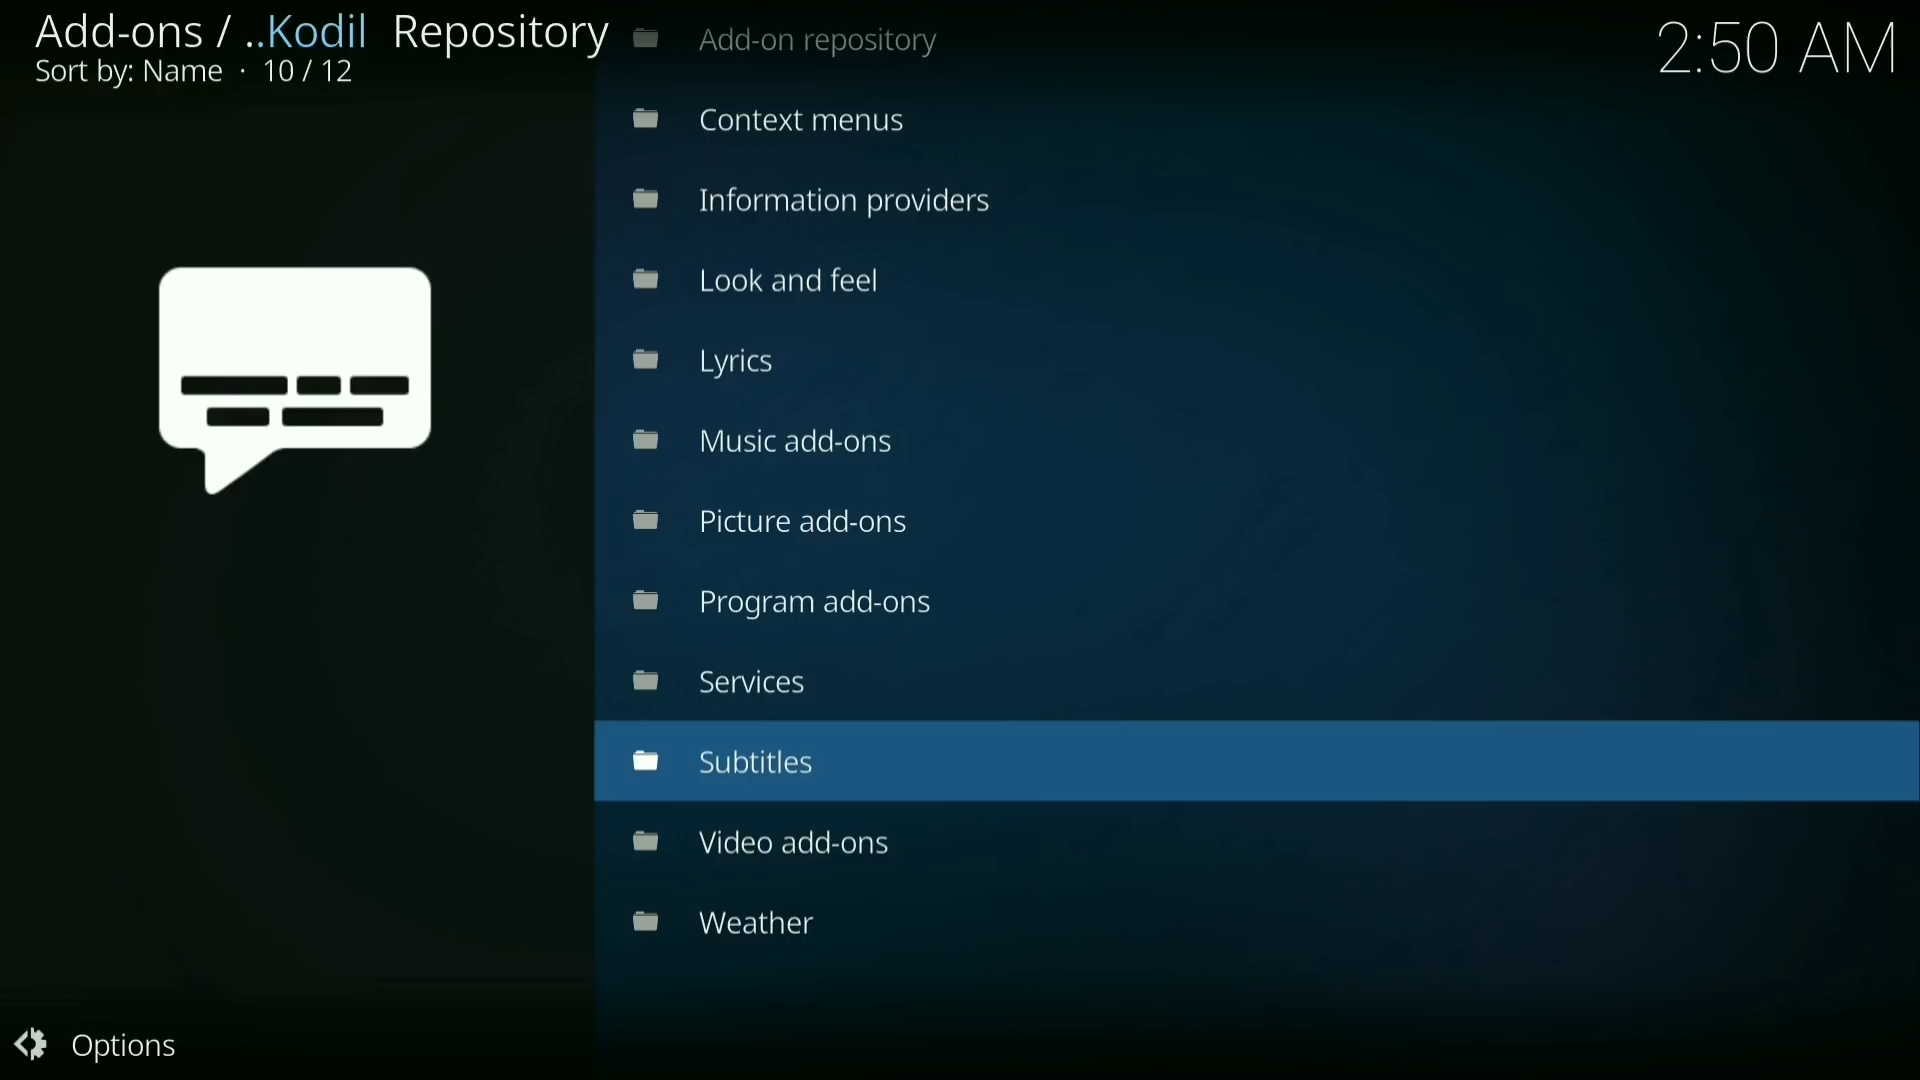 Add-ons / ..Kodil Repository
Sort by: Name · 10 / 12
2:50 AM
Add-on repository
Context menus
Information providers
Look and feel
Lyrics
Music add-ons
Picture add-ons
Program add-ons
Services
Subtitles
Video add-ons
Weather
Options